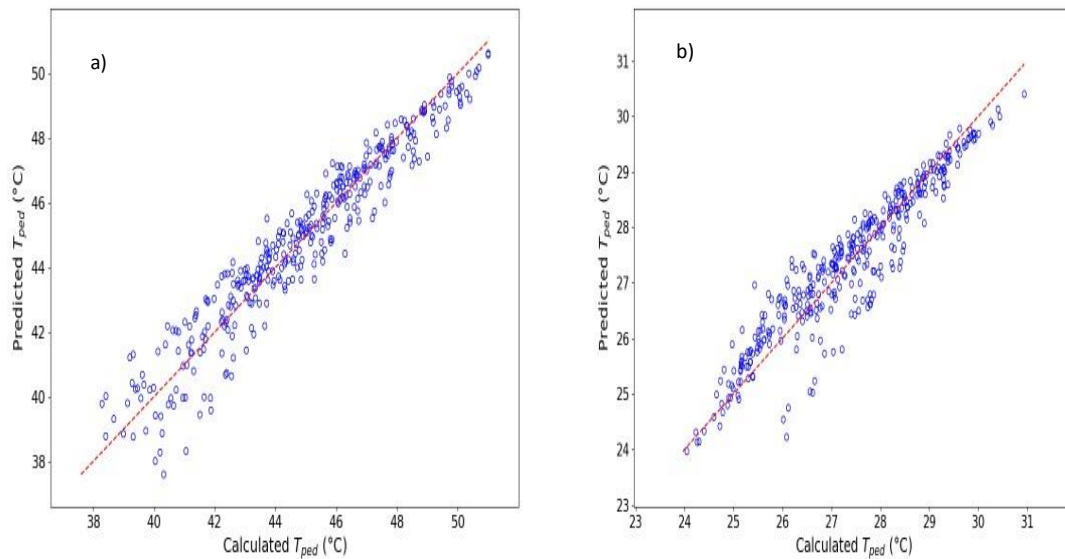 a)
Predicted T_ped (°C)
50
48
46
44
42
40
38
38 40 42 44 46 48 50
Calculated T_ped (°C)
b)
Predicted T_ped (°C)
31
30
29
28
27
26
25
24
23
23 24 25 26 27 28 29 30 31
Calculated T_ped (°C)